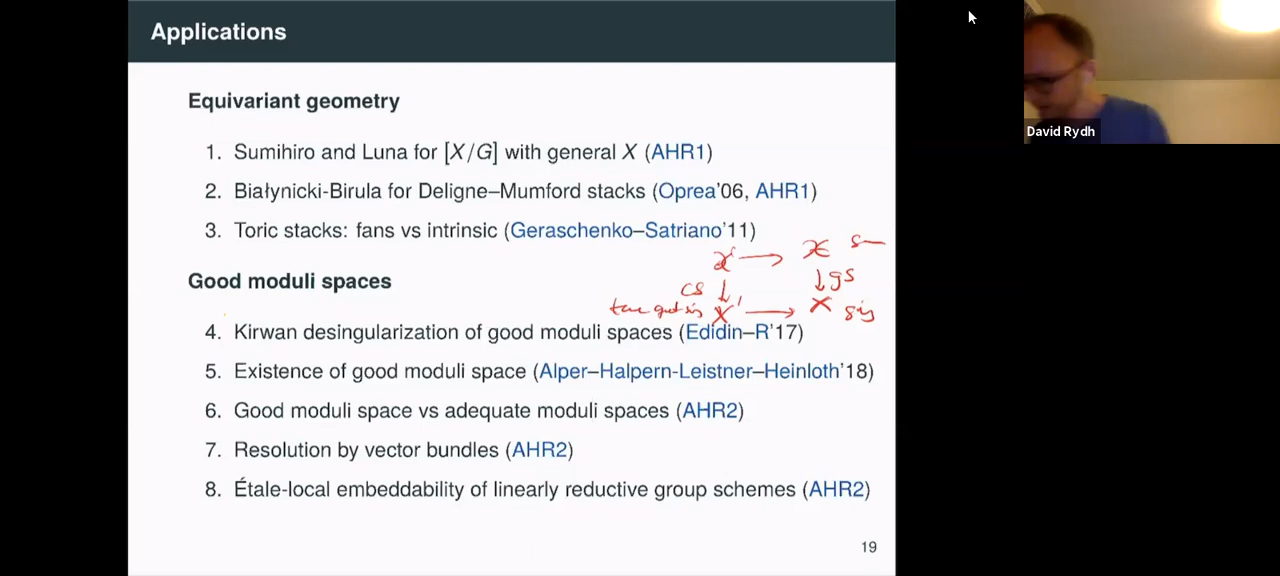 Applications
David Rydh
Equivariant geometry
1. Sumihiro and Luna for [X/G] with general X (AHR1)
2. Białynicki-Birula for Deligne–Mumford stacks (Oprea'06, AHR1)
3. Toric stacks: fans vs intrinsic (Geraschenko–Satriano'11)
Good moduli spaces
4. Kirwan desingularization of good moduli spaces (Edidin–R'17)
5. Existence of good moduli space (Alper–Halpern-Leistner–Heinloth'18)
6. Good moduli space vs adequate moduli spaces (AHR2)
7. Resolution by vector bundles (AHR2)
8. Étale-local embeddability of linearly reductive group schemes (AHR2)
19